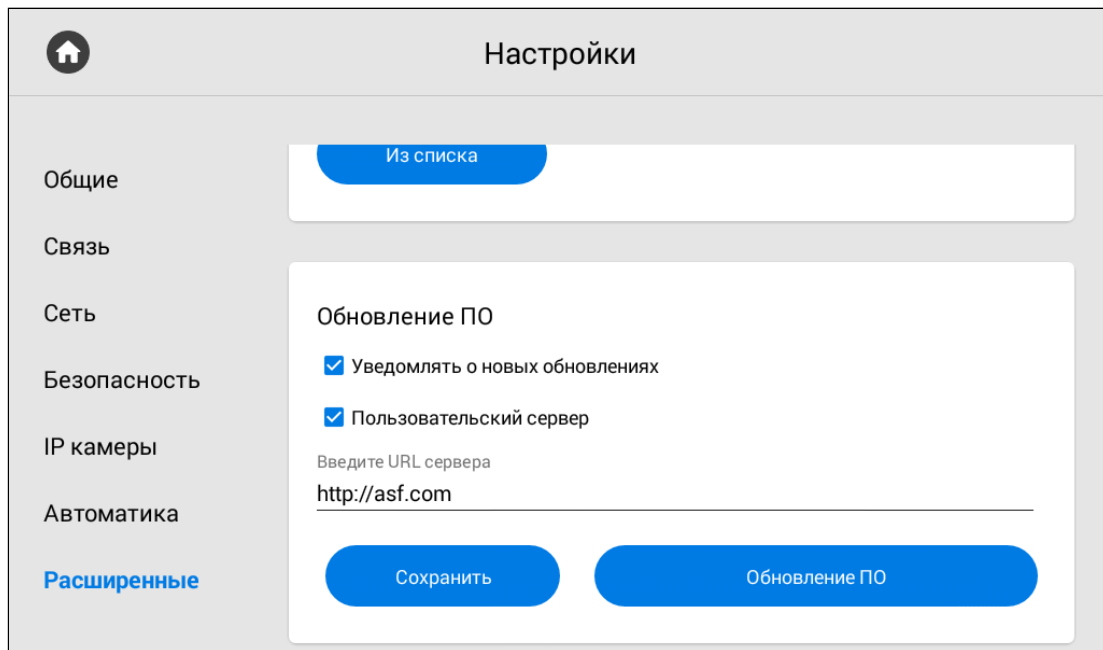 Настройки
Общие
Связь
Сеть
Безопасность
IP камеры
Автоматика
Расширенные
Из списка
Обновление ПО
Уведомлять о новых обновлениях
Пользовательский сервер
Введите URL сервера
http://asf.com
Сохранить
Обновление ПО